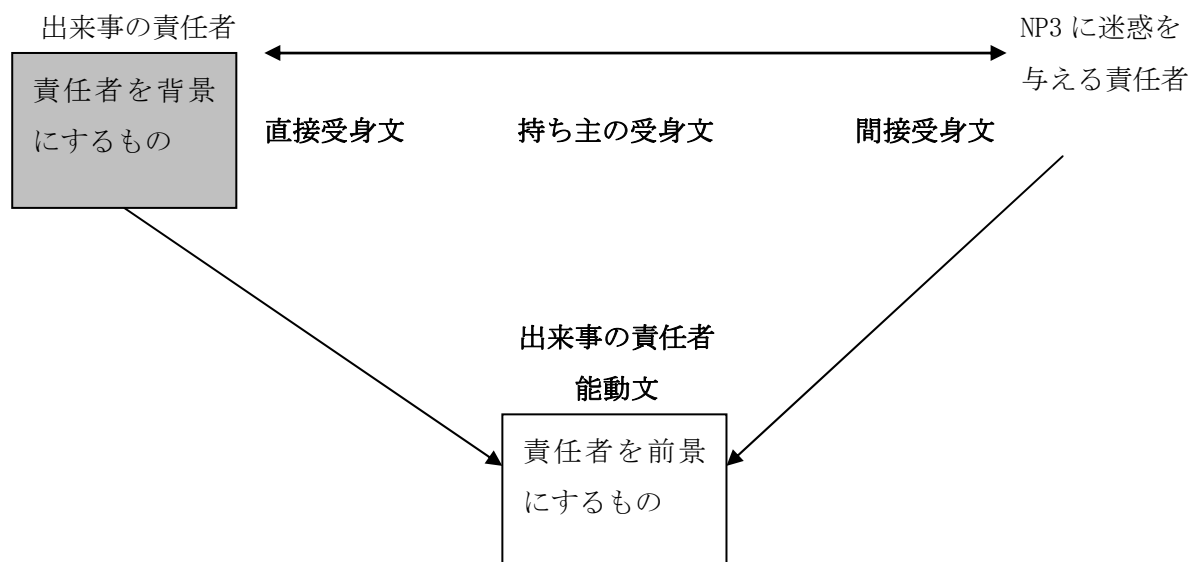 出来事の責任者
NP3 に迷惑を
与える責任者
責任者を背景
にするもの
直接受身文
持ち主の受身文
間接受身文
出来事の責任者
能動文
責任者を前景
にするもの